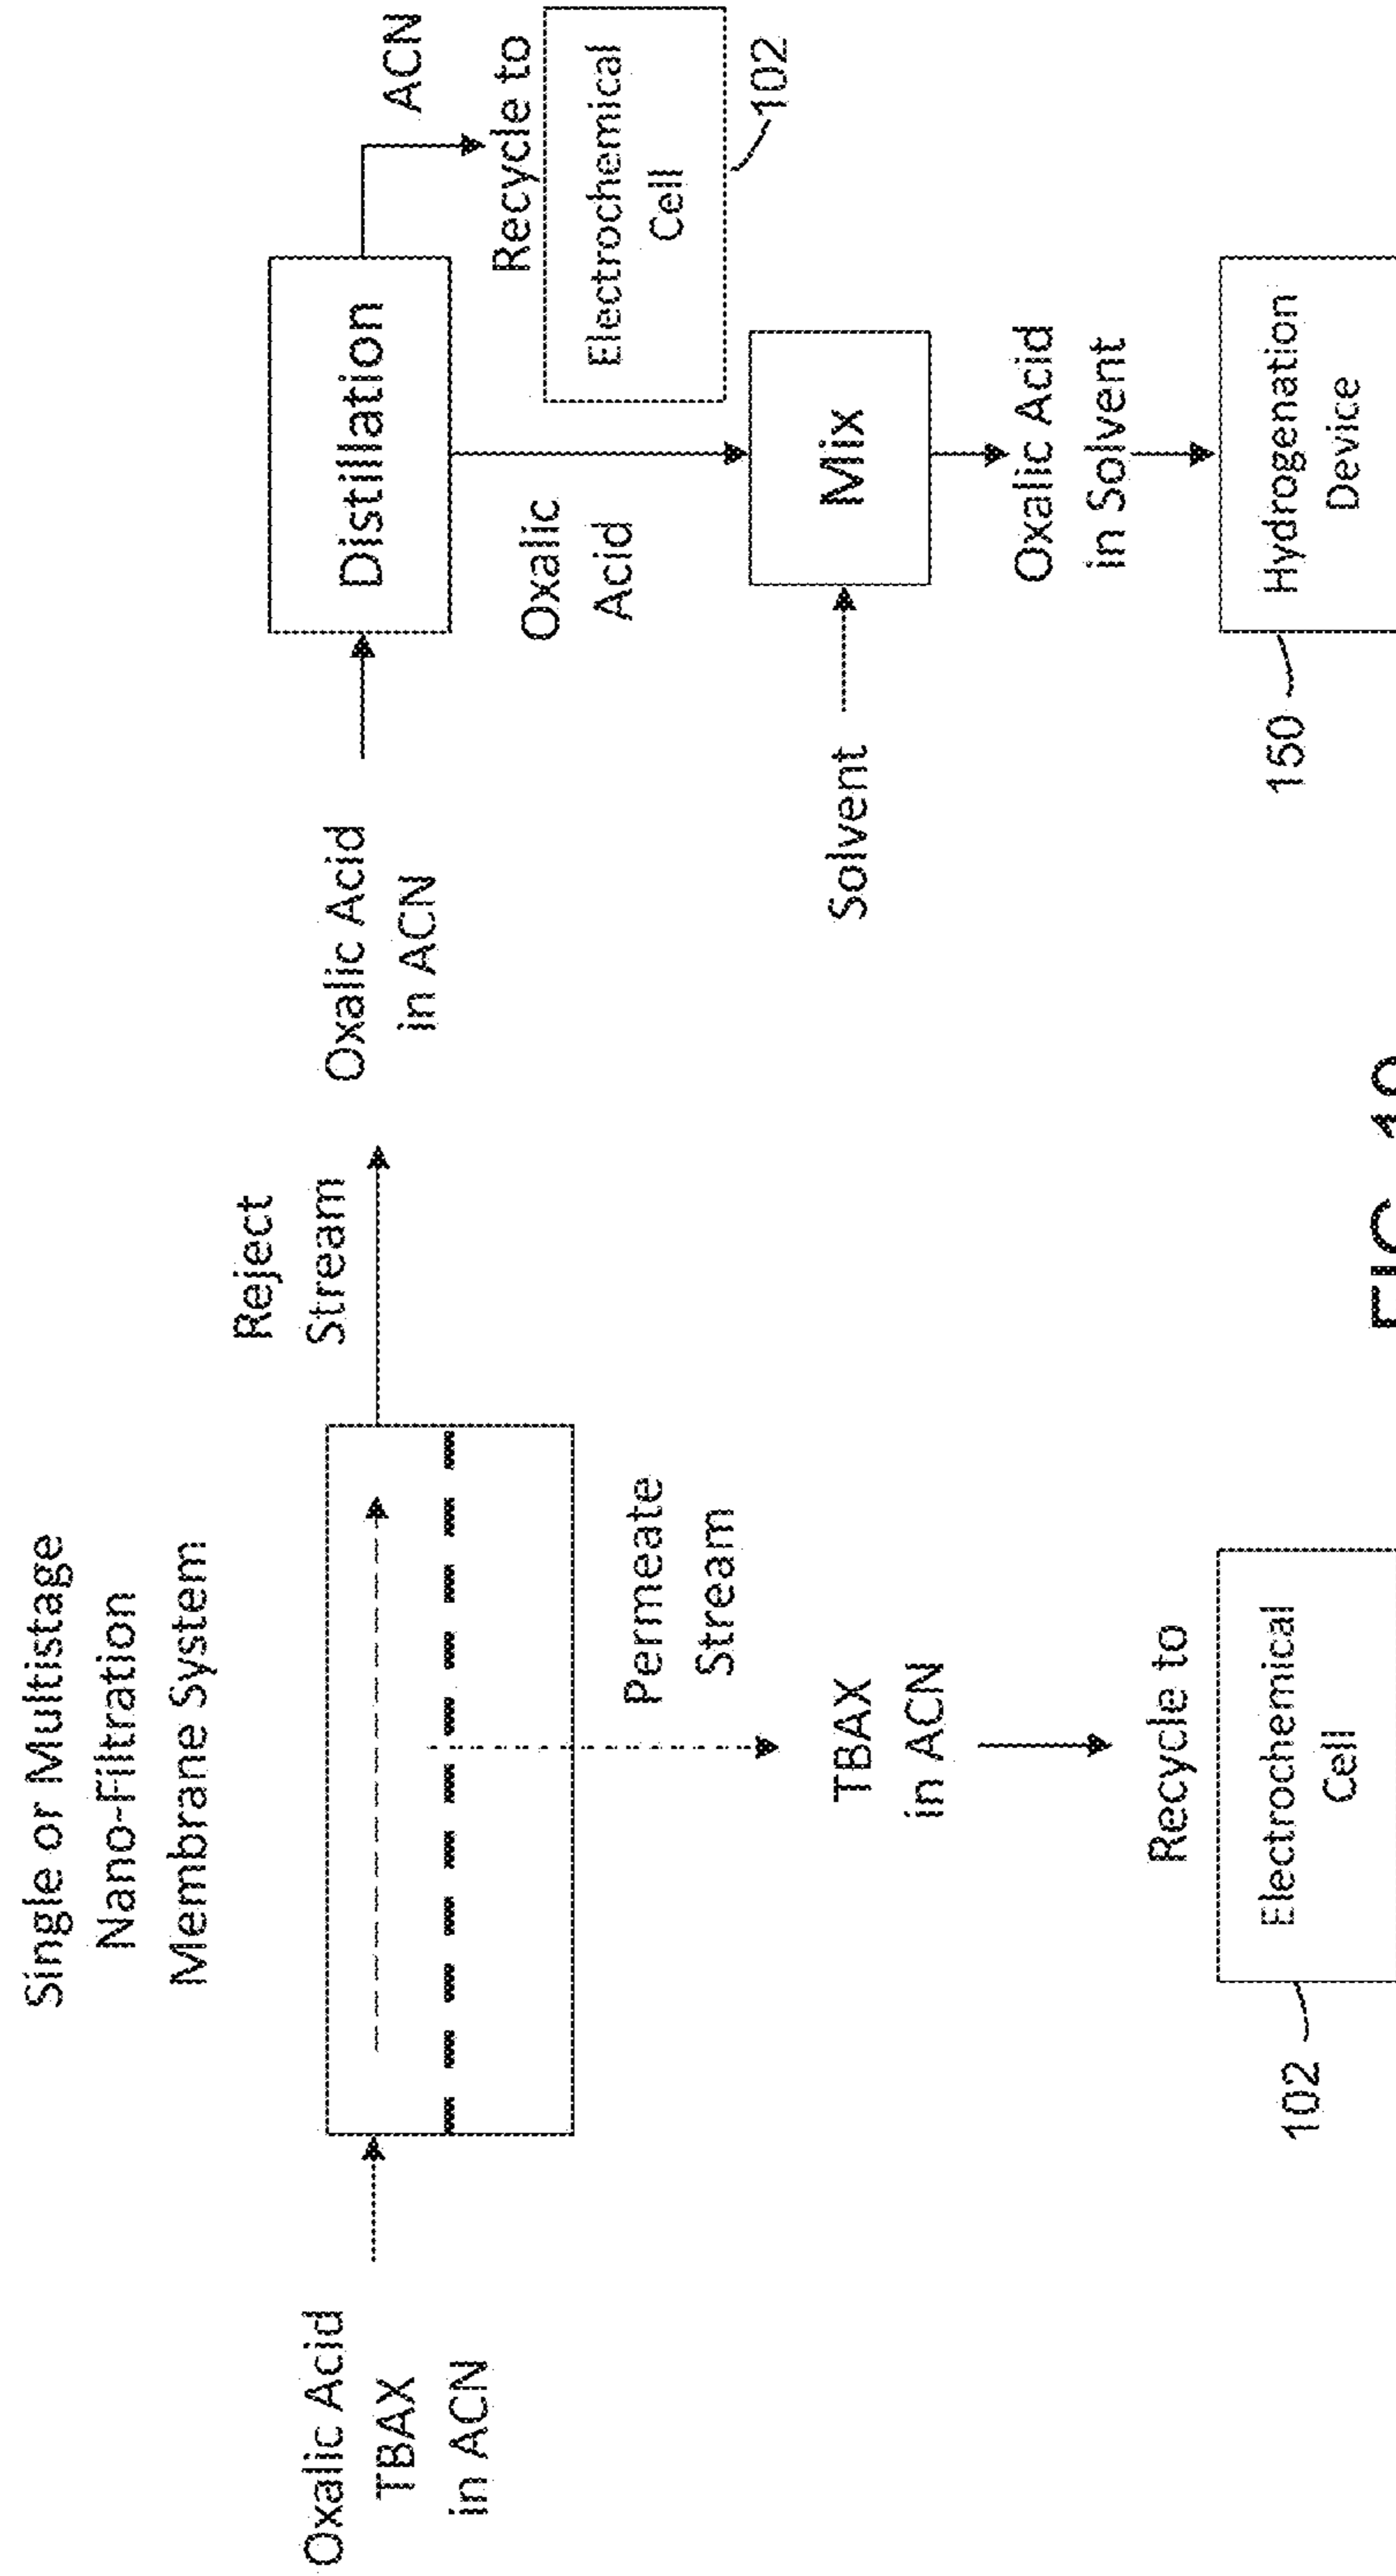 Single or Multistage
Nano-Filtration
Membrane System
Oxalic Acid
TBAX
in ACN
Reject
Stream
Permeate
Stream
TBAX
in ACN
Recycle to
Electrochemical
Cell
102
Oxalic Acid
in ACN
Distillation
ACN
Recycle to
Electrochemical
Cell
102
Oxalic
Acid
Solvent
Mix
Oxalic Acid
in Solvent
Hydrogenation
Device
150